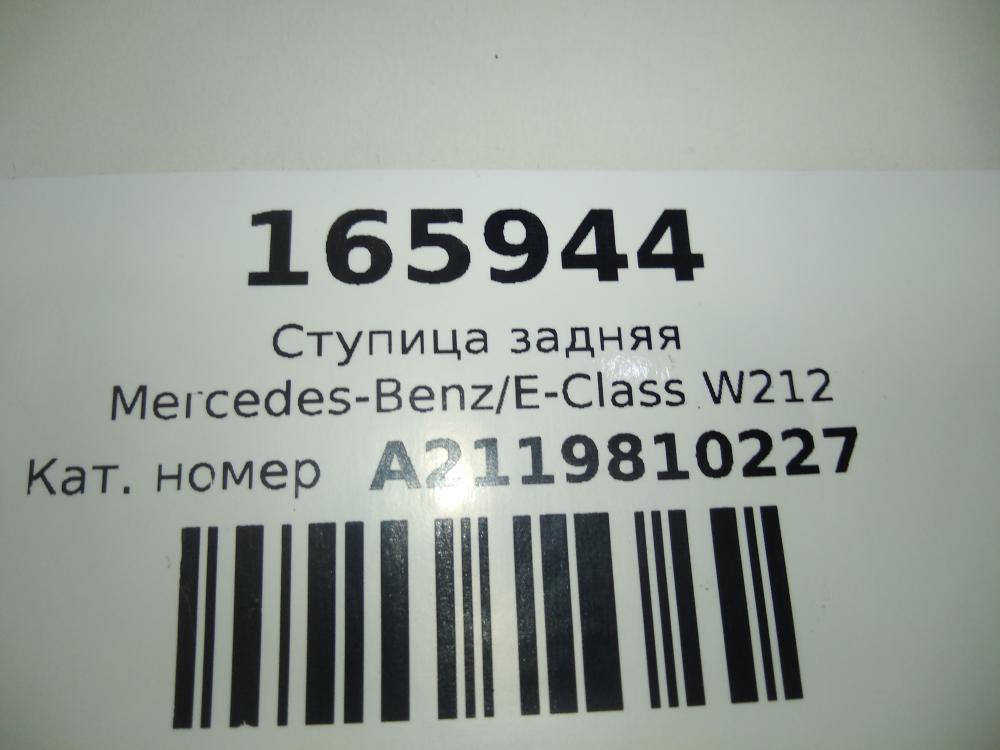 165944
Ступица задняя
Mercedes-Benz/E-Class W212
Кат. номер A2119810227